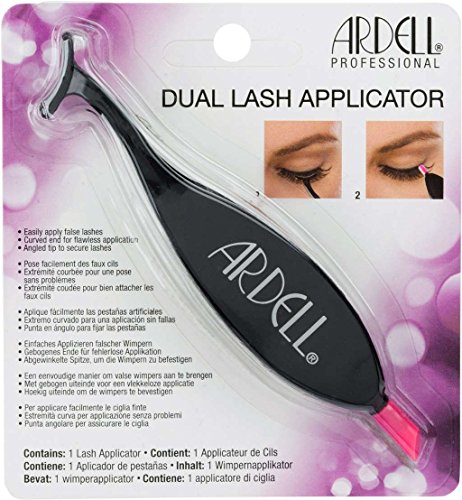 ARDELL®
PROFESSIONAL
DUAL LASH APPLICATOR
1
2
• Easily apply false lashes
• Curved end for flawless application
• Angled tip to secure lashes
• Pose facilement des faux cils
• Extrémité courbée pour une pose
sans problèmes
• Extrémité coudée pour bien attacher les
faux cils
• Aplique fácilmente las pestañas artificiales
• Extremo curvado para una aplicación sin fallas
• Punta en ángulo para fijar las pestañas
• Einfaches Applizieren falscher Wimpern
• Gebogenes Ende für fehlerlose Applikation
• Abgewinkelte Spitze, um die Wimpern zu befestigen
• Een eenvoudige manier om valse wimpers aan te brengen
• Met gebogen uiteinde voor een vlekkeloze applicatie
• Hoekig uiteinde om de wimpers te bevestigen
• Per applicare facilmente le ciglia finte
• Estremità curva per applicazione senza problemi
• Punta angolare per assicurare le ciglia
ARDELL®
Contains: 1 Lash Applicator • Contient: 1 Applicateur de Cils
Contiene: 1 Aplicador de pestañas • Inhalt: 1 Wimpernapplikator
Bevat: 1 wimperapplicator • Contiene: 1 applicatore di ciglia